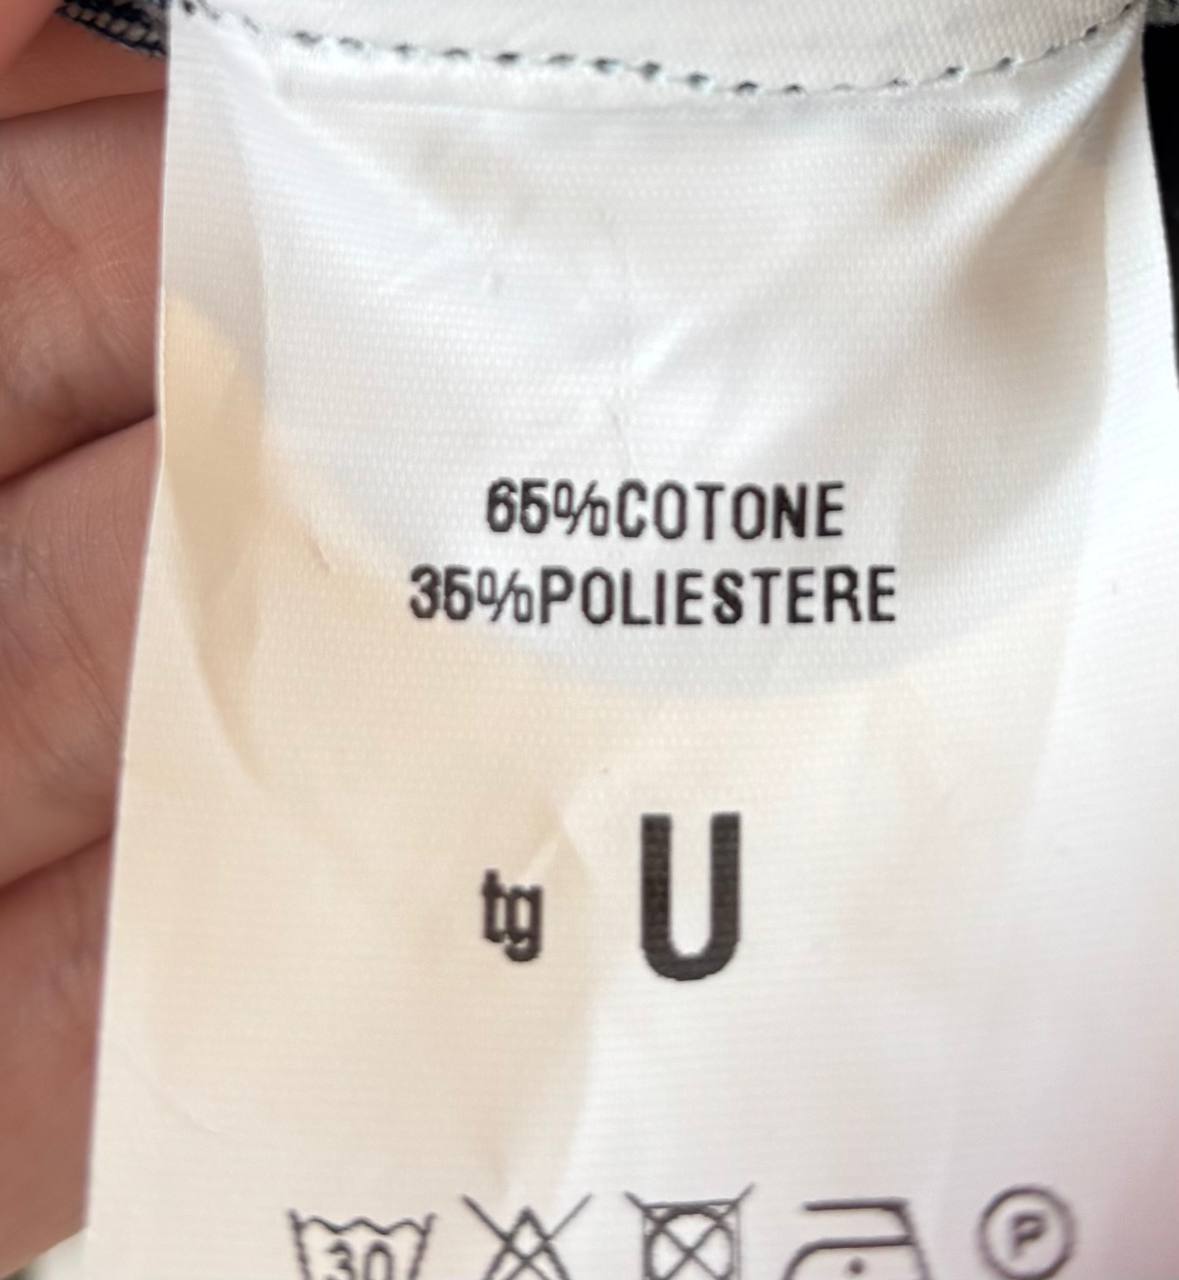 65%COTONE
35%POLIESTERE
tg U
30 P